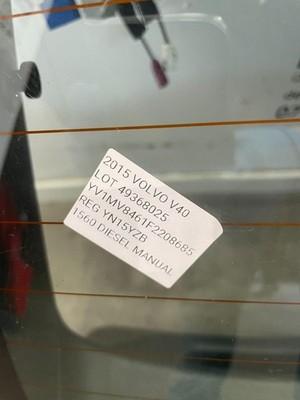 2015 VOLVO V40
LOT 49368025
YV1MV8461F2208685
REG YN15YZB
1560 DIESEL MANUAL